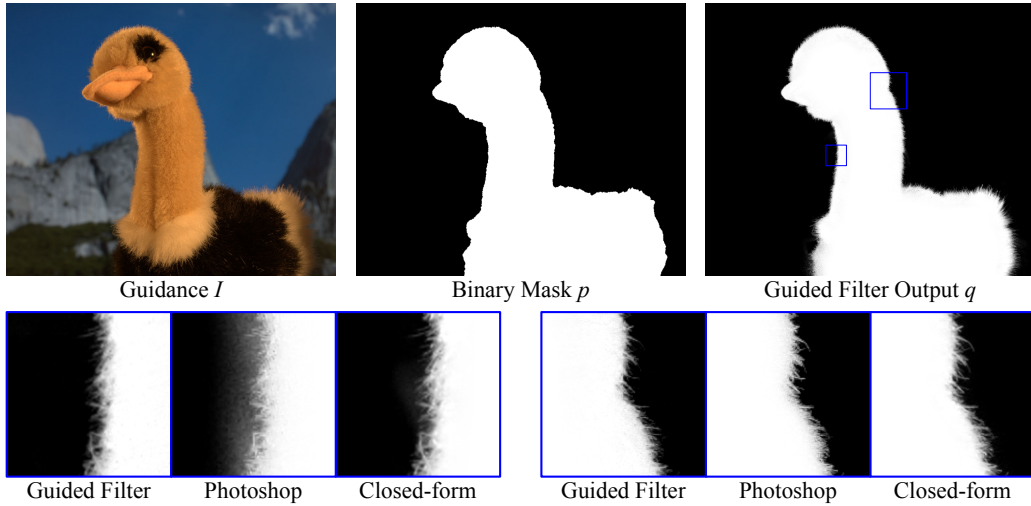 Guidance I
Binary Mask p
Guided Filter Output q
Guided Filter
Photoshop
Closed-form
Guided Filter
Photoshop
Closed-form